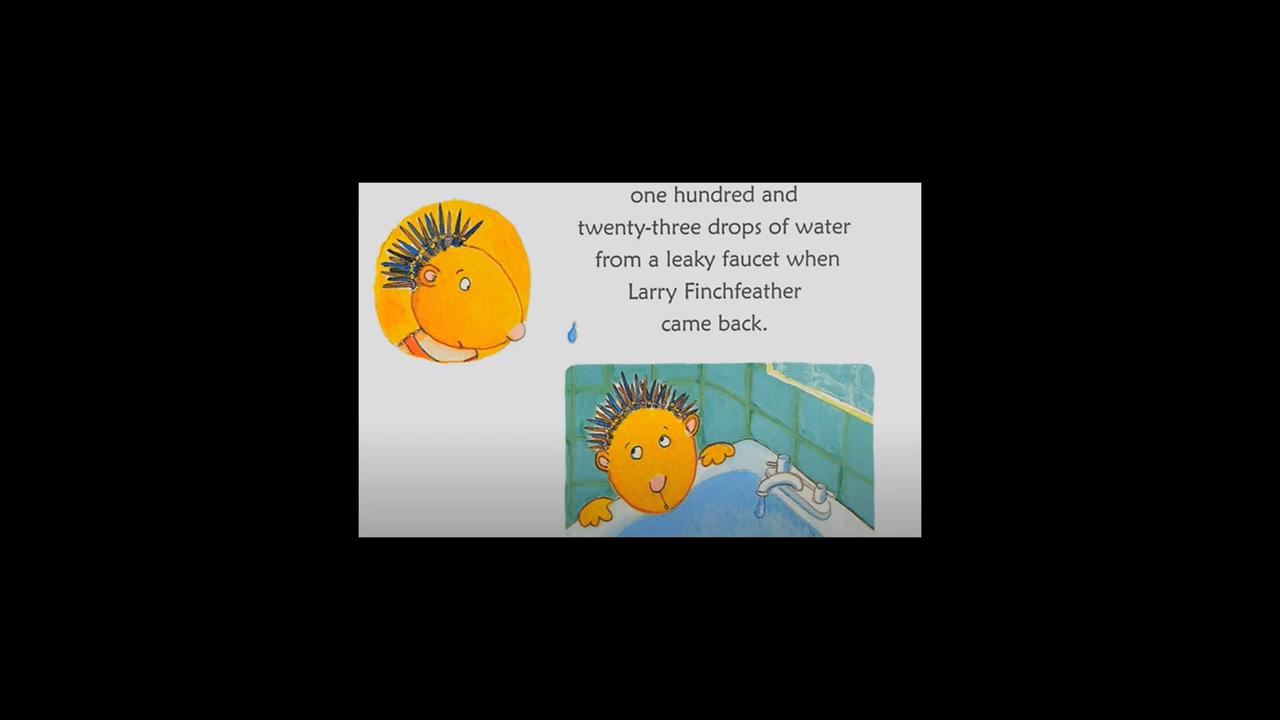 one hundred and
twenty-three drops of water
from a leaky faucet when
Larry Finchfeather
came back.